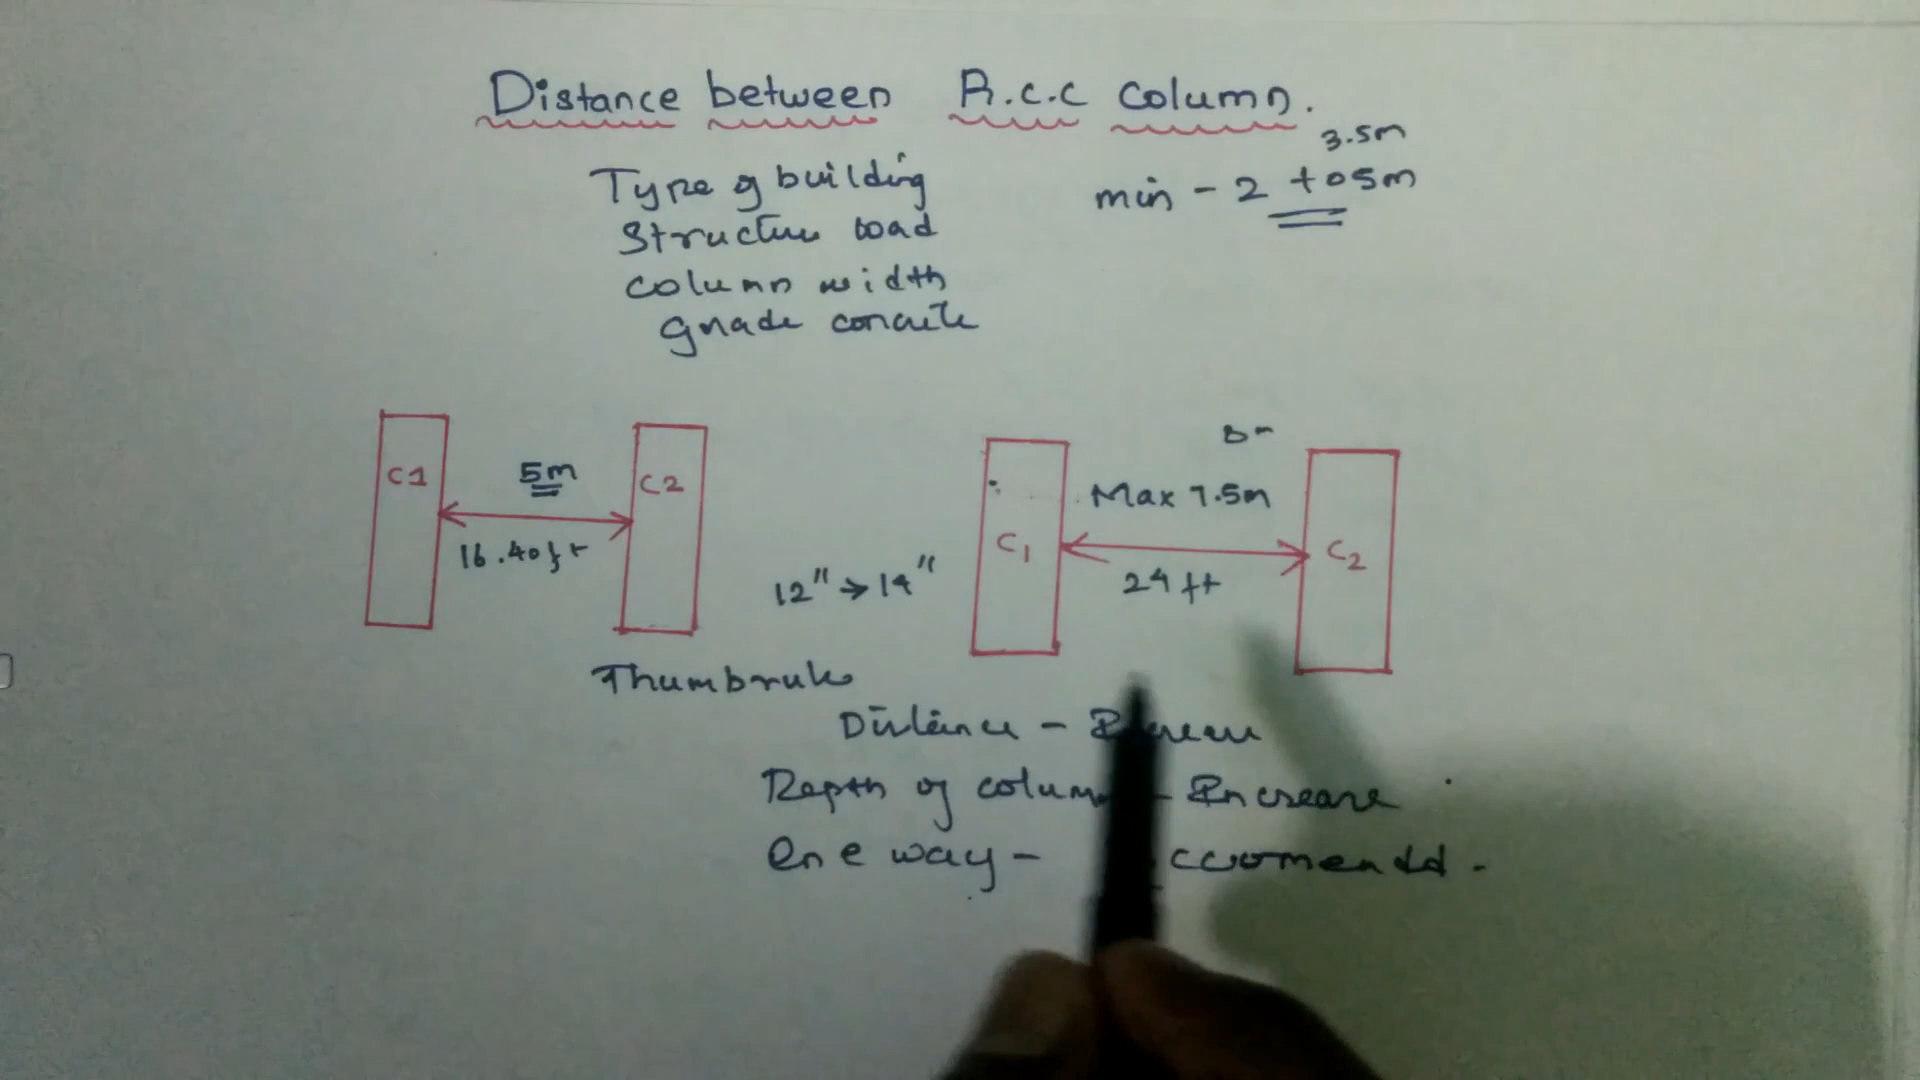 Distance between R.c.c column.
3.5m
Type of building
min - 2 to 5m
Structure load
column width
grade concrete
C1
5m
C2
16.40ft
12" → 14"
8m
Max 7.5m
C1
C2
24 ft
Thumbrule
Distance -
Depth of column - Increase
One way -